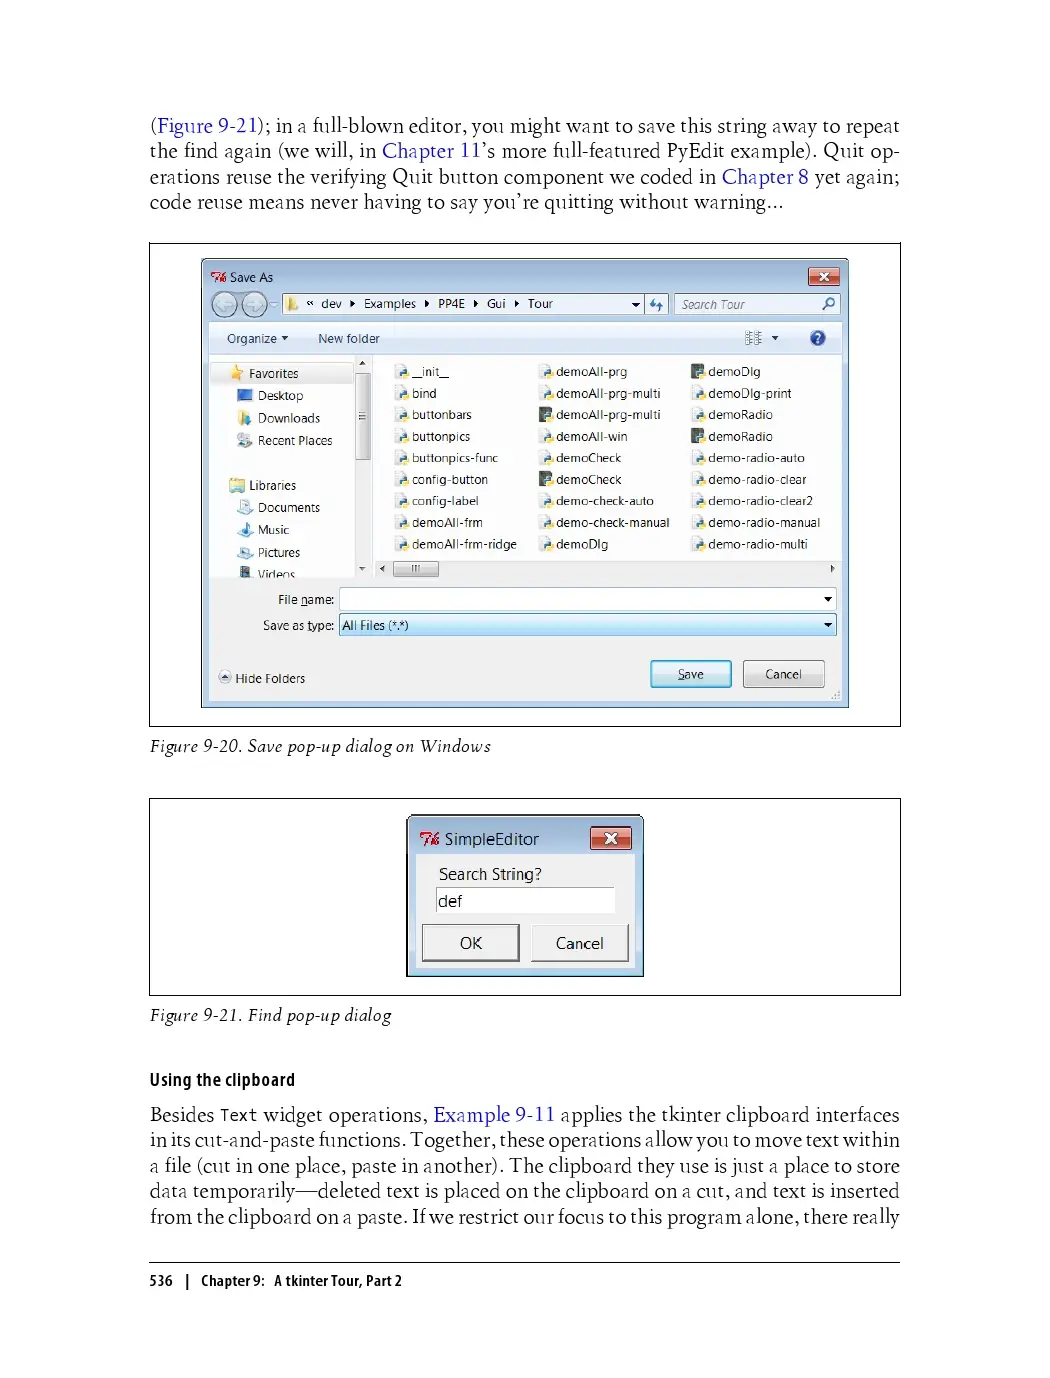 (Figure 9-21); in a full-blown editor, you might want to save this string away to repeat
the find again (we will, in Chapter 11’s more full-featured PyEdit example). Quit op-
erations reuse the verifying Quit button component we coded in Chapter 8 yet again;
code reuse means never having to say you’re quitting without warning...
Save As
« dev Examples PP4E Gui Tour
Search Tour
Organize New folder
Favorites
Desktop
Downloads
Recent Places
Libraries
Documents
Music
Pictures
Videos
__init__
bind
buttonbars
buttonpics
buttonpics-func
config-button
config-label
demoAll-frm
demoAll-frm-ridge
demoAll-prg
demoAll-prg-multi
demoAll-prg-multi
demoAll-win
demoCheck
demoCheck
demo-check-auto
demo-check-manual
demoDlg
demoDlg
demoDlg-print
demoRadio
demoRadio
demo-radio-auto
demo-radio-clear
demo-radio-clear2
demo-radio-manual
demo-radio-multi
File name:
Save as type: All Files (*.*)
Hide Folders
Save Cancel
Figure 9-20. Save pop-up dialog on Windows
SimpleEditor
Search String?
def
OK Cancel
Figure 9-21. Find pop-up dialog
Using the clipboard
Besides Text widget operations, Example 9-11 applies the tkinter clipboard interfaces
in its cut-and-paste functions. Together, these operations allow you to move text within
a file (cut in one place, paste in another). The clipboard they use is just a place to store
data temporarily—deleted text is placed on the clipboard on a cut, and text is inserted
from the clipboard on a paste. If we restrict our focus to this program alone, there really
536 | Chapter 9: A tkinter Tour, Part 2